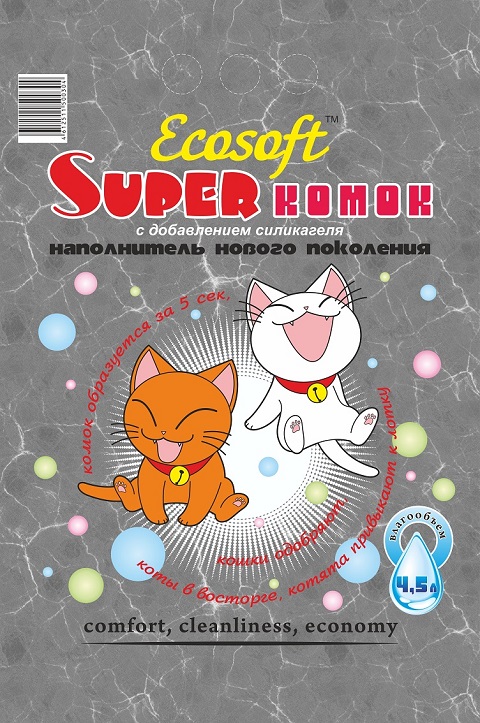 Ecosoft™
SUPER КОМОК
с добавлением силикагеля
наполнитель нового поколения
комок образуется за 5 сек,
кошки одобряют,
коты в восторге, котята привыкают к лотку
влагообъем
4,5л
comfort, cleanliness, economy